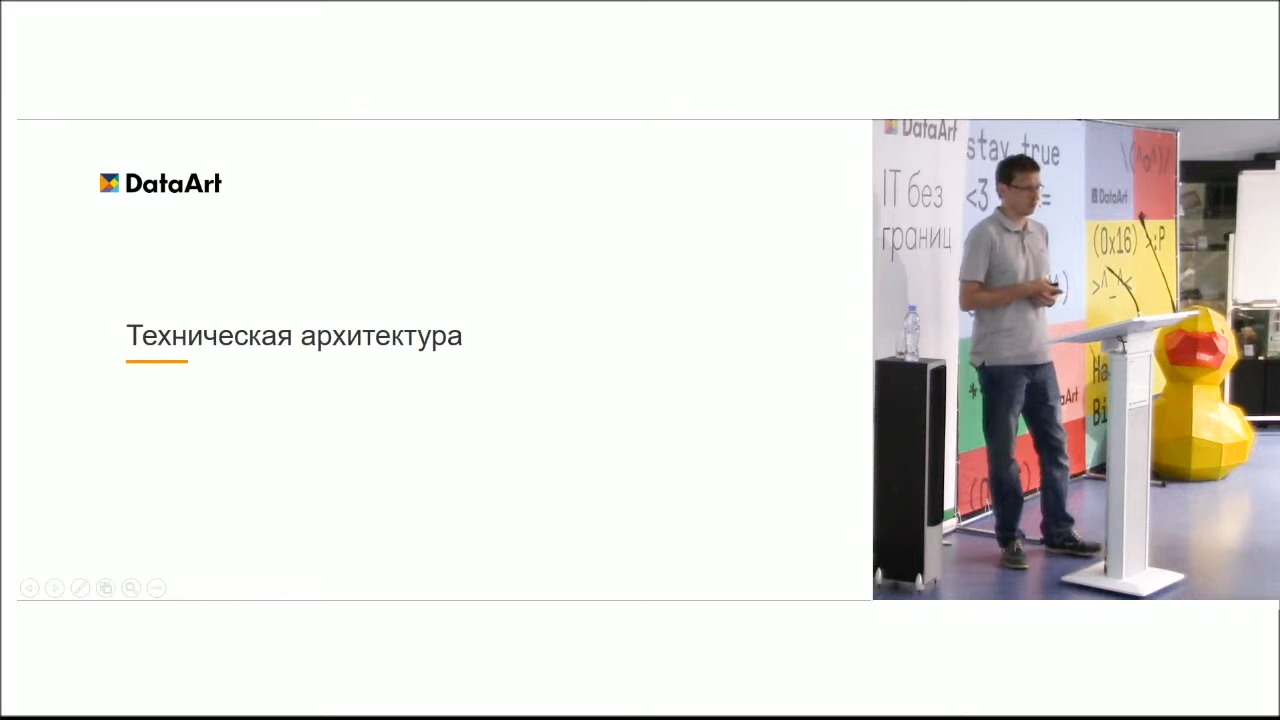 DataArt
Техническая архитектура
DataArt
IT без
границ
stay true
<3
\(^o^)/
DataArt
(0x16) >:P
>^_^<